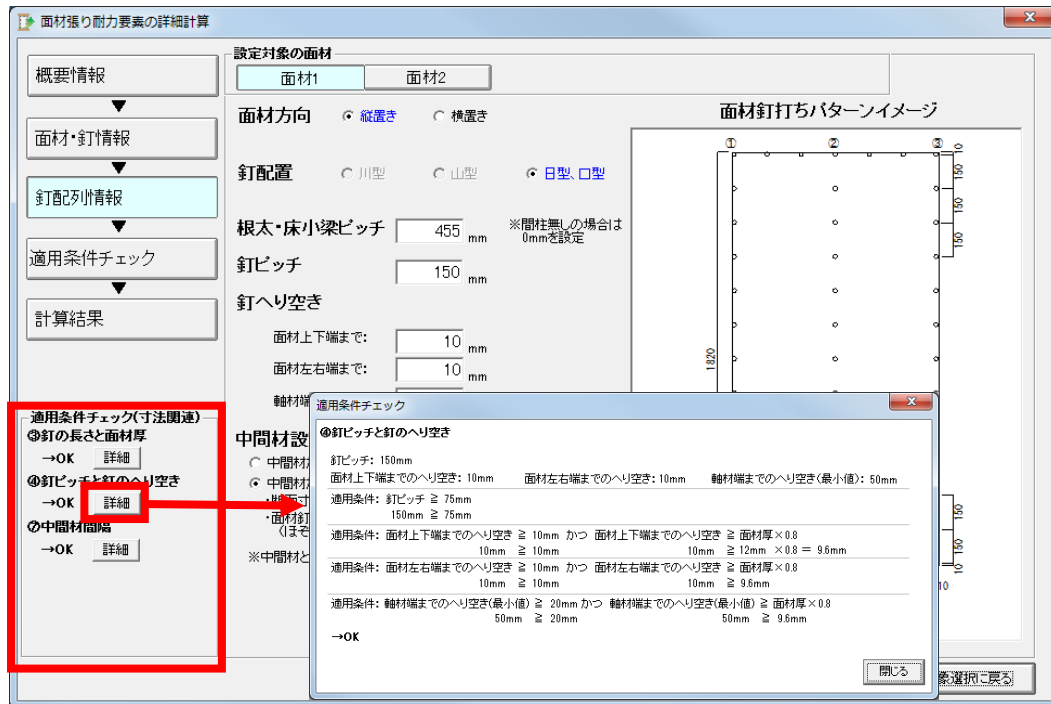 面材張り耐力要素の詳細計算
概要情報
▼
面材・釘情報
▼
釘配列情報
▼
適用条件チェック
▼
計算結果
適用条件チェック(寸法関連)
③釘の長さと面材厚
→OK 詳細
④釘ピッチと釘のへり空き
→OK 詳細
⑦中間材間隔
→OK 詳細
設定対象の面材
面材1 面材2
面材方向 縦置き 横置き
釘配置 川型 山型 日型、口型
根太・床小梁ピッチ 455 mm ※間柱無しの場合は
0mmを設定
釘ピッチ 150 mm
釘へり空き
面材上下端まで: 10 mm
面材左右端まで: 10 mm
軸材端
中間材設
中間材
中間材
・面材釘
(ほぞ
※中間材と
面材釘打ちパターンイメージ
① ② ③
10
150
150
150
1820
150
150
10
10
適用条件チェック
④釘ピッチと釘のへり空き
釘ピッチ: 150mm
面材上下端までのへり空き: 10mm 面材左右端までのへり空き: 10mm 軸材端までのへり空き(最小値): 50mm
適用条件: 釘ピッチ ≧ 75mm
150mm ≧ 75mm
適用条件: 面材上下端までのへり空き ≧ 10mm かつ 面材上下端までのへり空き ≧ 面材厚×0.8
10mm ≧ 10mm 10mm ≧ 12mm ×0.8 = 9.6mm
適用条件: 面材左右端までのへり空き ≧ 10mm かつ 面材左右端までのへり空き ≧ 面材厚×0.8
10mm ≧ 10mm 10mm ≧ 9.6mm
適用条件: 軸材端までのへり空き(最小値) ≧ 20mm かつ 軸材端までのへり空き(最小値) ≧ 面材厚×0.8
50mm ≧ 20mm 50mm ≧ 9.6mm
→OK
閉じる
象選択に戻る